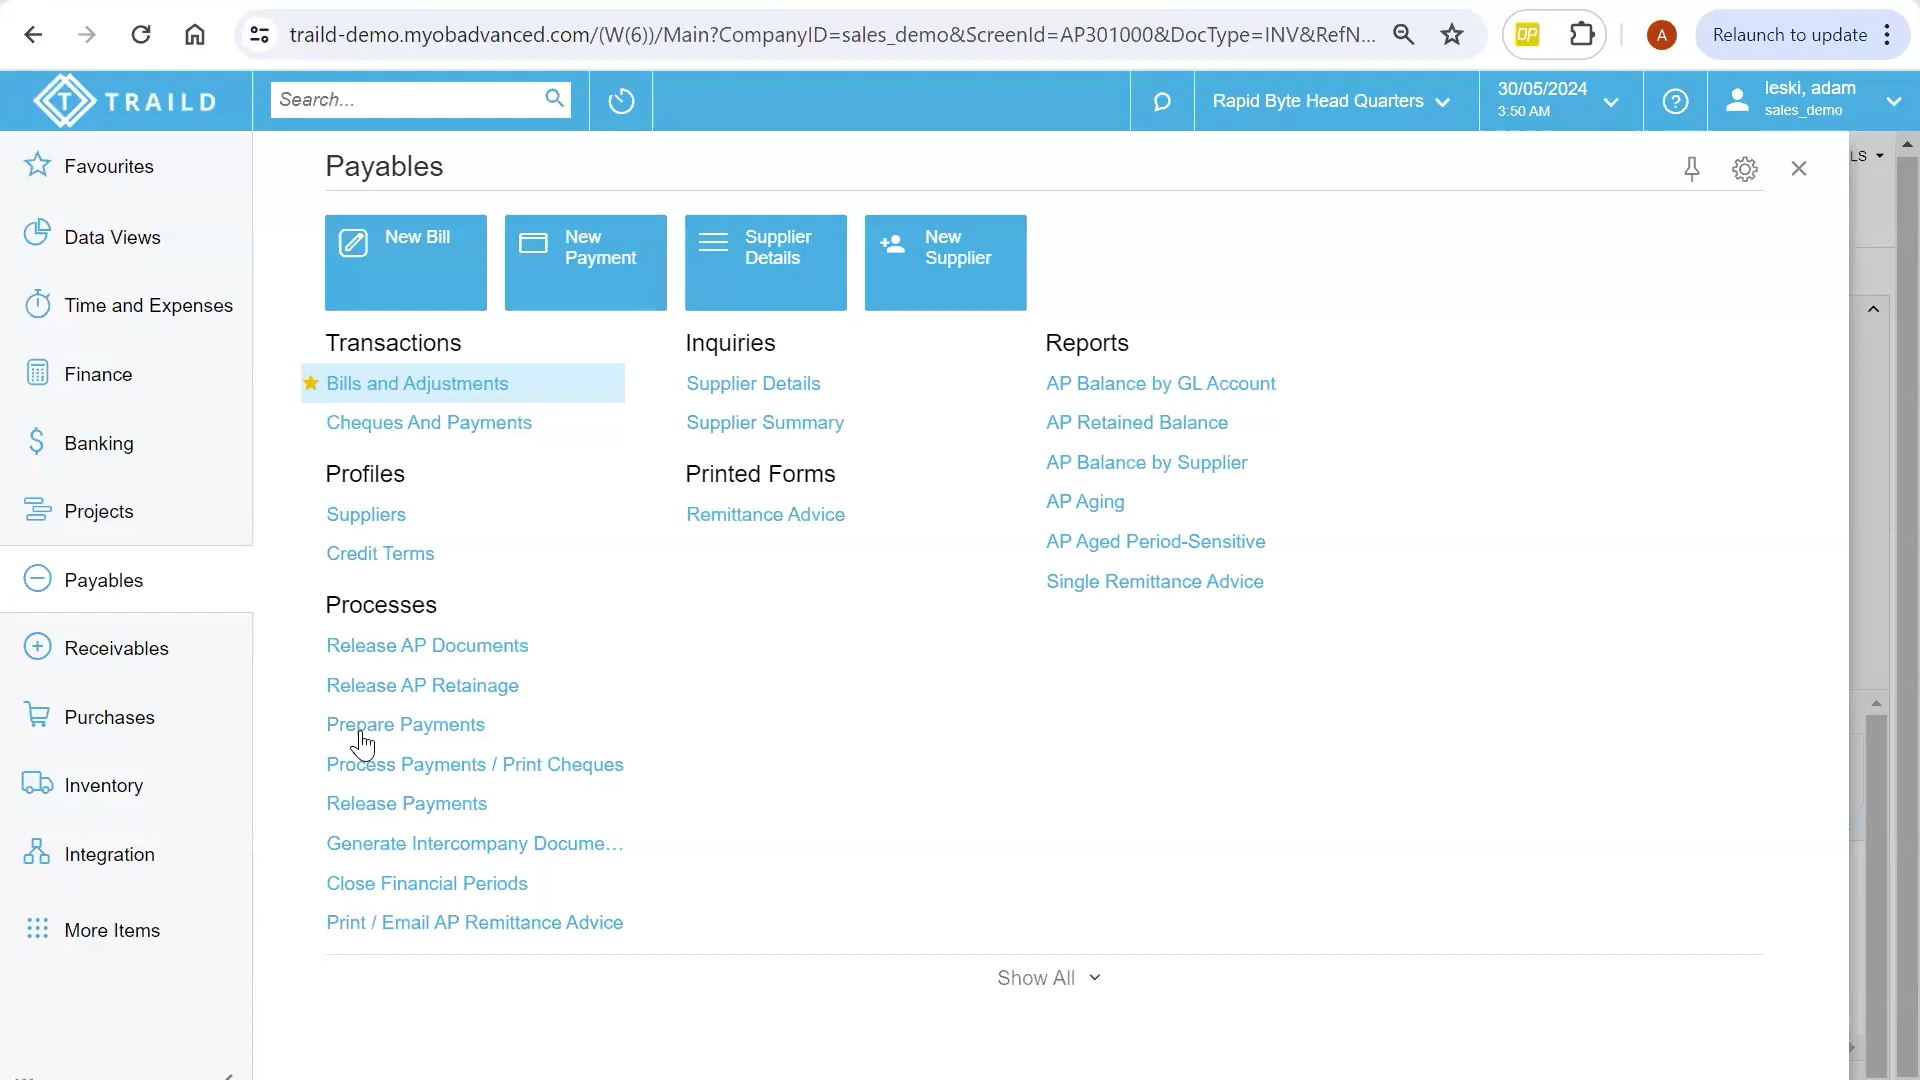 traild-demo.myobadvanced.com/(W(6))/Main?CompanyID=sales_demo&ScreenId=AP301000&DocType=INV&RefN...
OP
A
Relaunch to update
TRAILD
Search...
Rapid Byte Head Quarters
30/05/2024
3:50 AM
leski, adam
sales_demo
Favourites
Data Views
Time and Expenses
Finance
Banking
Projects
Payables
Receivables
Purchases
Inventory
Integration
More Items
Payables
LS
New Bill
New
Payment
Supplier
Details
New
Supplier
Transactions
Bills and Adjustments
Cheques And Payments
Profiles
Suppliers
Credit Terms
Processes
Release AP Documents
Release AP Retainage
Prepare Payments
Process Payments / Print Cheques
Release Payments
Generate Intercompany Docume...
Close Financial Periods
Print / Email AP Remittance Advice
Inquiries
Supplier Details
Supplier Summary
Printed Forms
Remittance Advice
Reports
AP Balance by GL Account
AP Retained Balance
AP Balance by Supplier
AP Aging
AP Aged Period-Sensitive
Single Remittance Advice
Show All